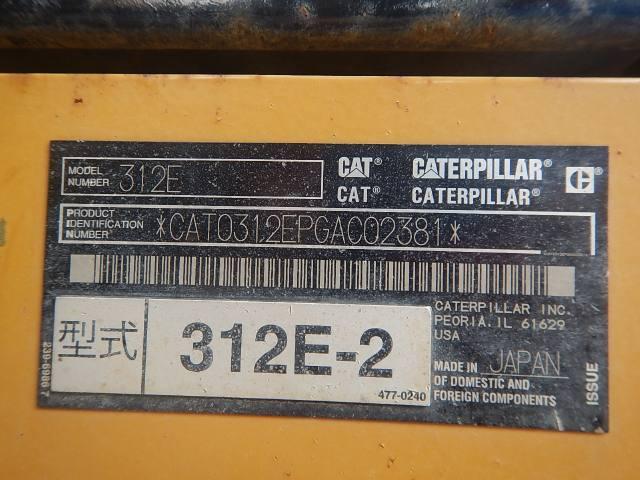 MODEL NUMBER 312E
CAT® CATERPILLAR®
CAT® CATERPILLAR®
PRODUCT IDENTIFICATION NUMBER *CAT0312EPGAC02381*
型式 312E-2
477-0240
CATERPILLAR INC.
PEORIA, IL 61629
USA
MADE IN JAPAN
OF DOMESTIC AND
FOREIGN COMPONENTS
ISSUE